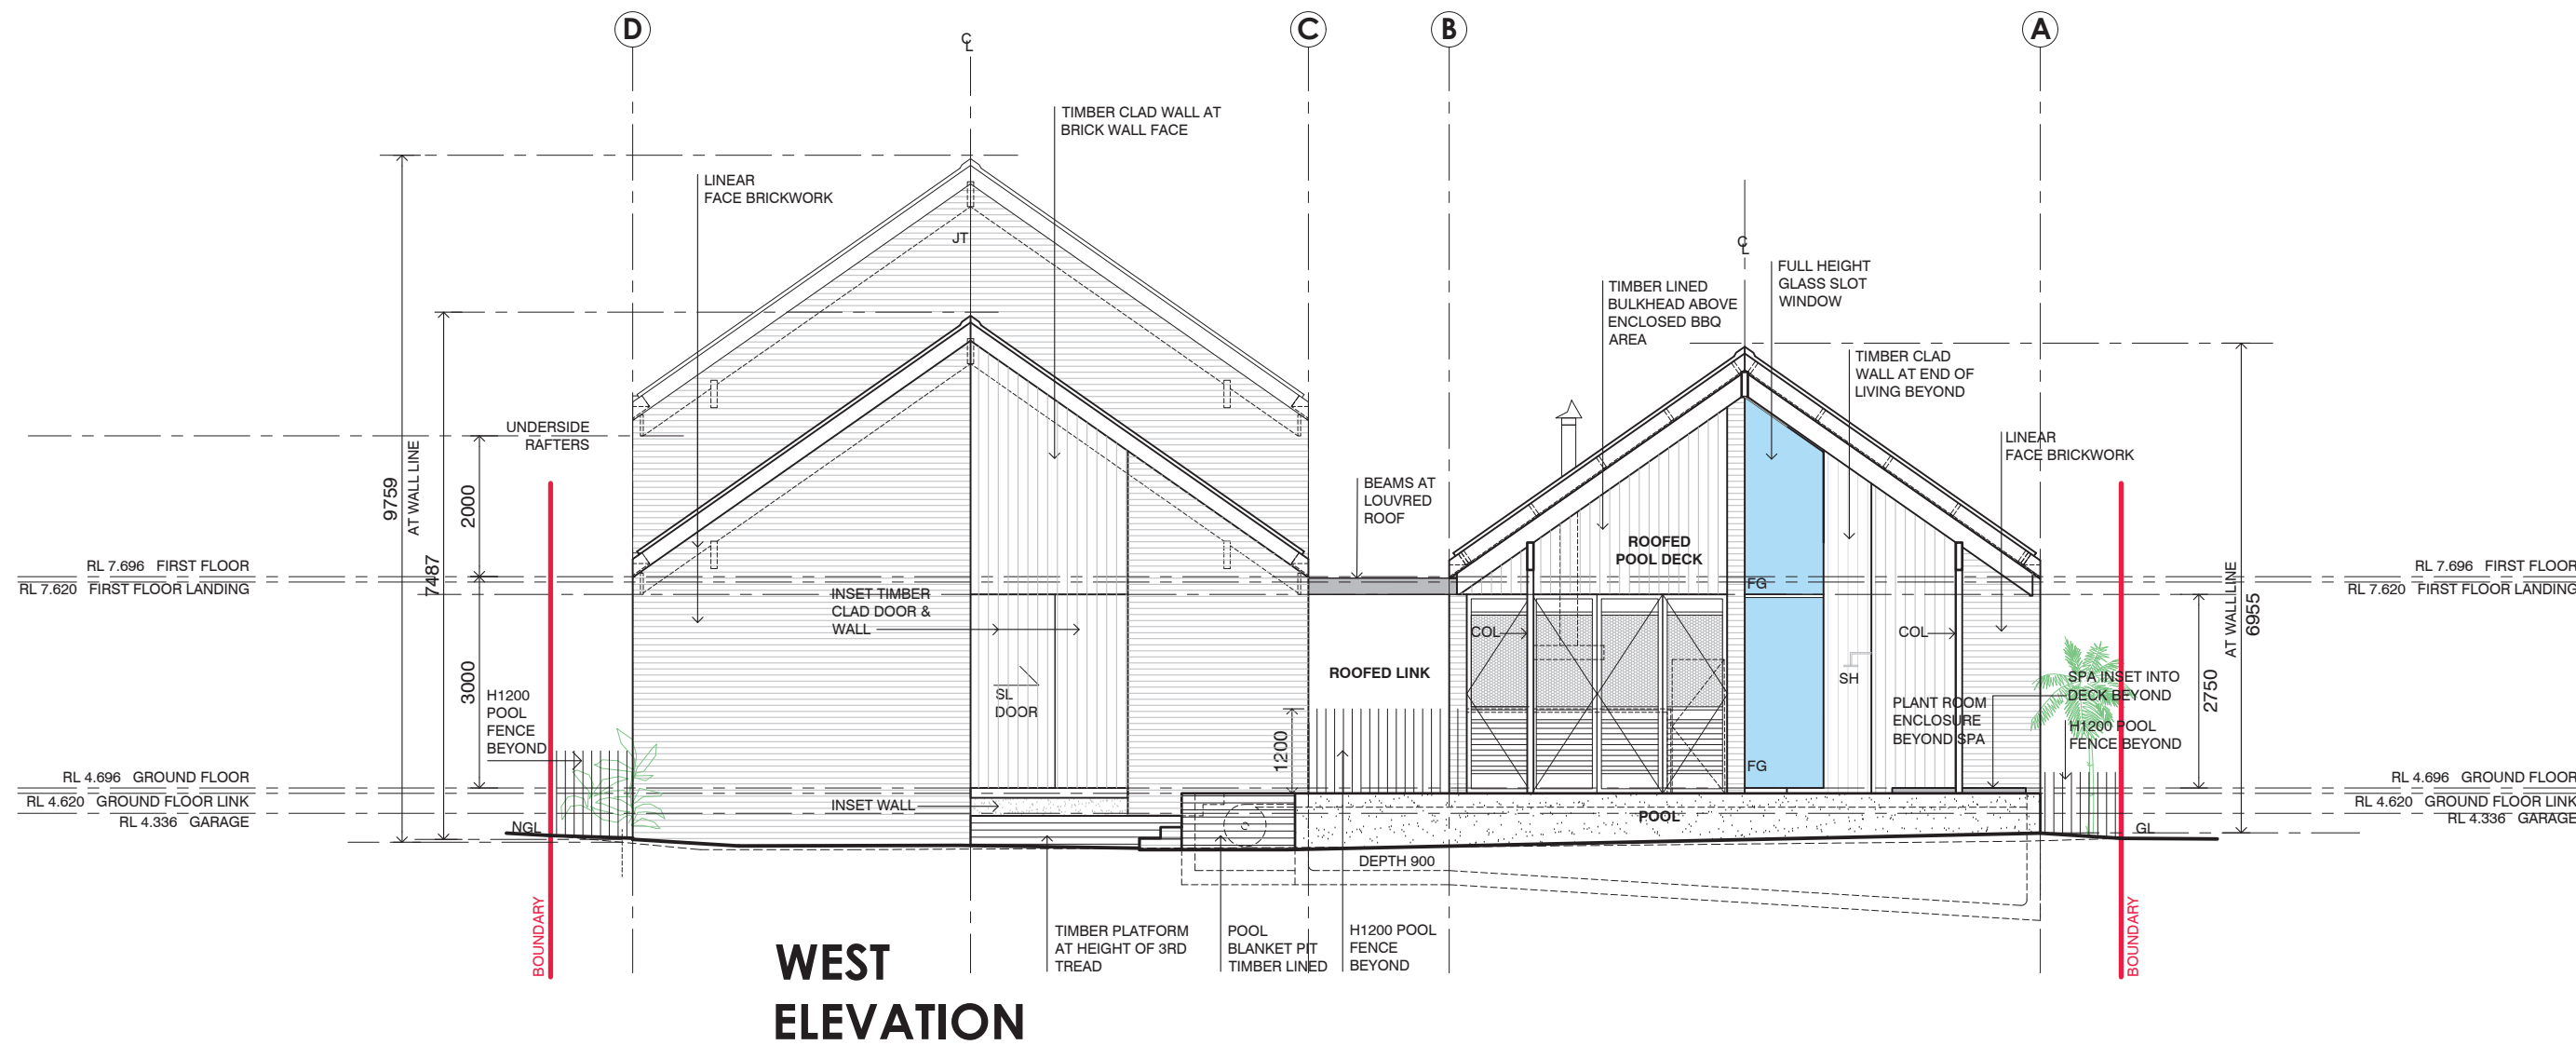 D
C
B
A
CL
TIMBER CLAD WALL AT
BRICK WALL FACE
LINEAR
FACE BRICKWORK
JT
CL
FULL HEIGHT
GLASS SLOT
WINDOW
TIMBER LINED
BULKHEAD ABOVE
ENCLOSED BBQ
AREA
TIMBER CLAD
WALL AT END OF
LIVING BEYOND
UNDERSIDE
RAFTERS
LINEAR
FACE BRICKWORK
9759
AT WALL LINE
7487
2000
3000
BEAMS AT
LOUVRED
ROOF
ROOFED
POOL DECK
RL 7.696 FIRST FLOOR
RL 7.620 FIRST FLOOR LANDING
RL 7.696 FIRST FLOOR
RL 7.620 FIRST FLOOR LANDING
FG
INSET TIMBER
CLAD DOOR &
WALL
COL
COL
AT WALL LINE
6955
2750
ROOFED LINK
SH
SL
DOOR
H1200
POOL
FENCE
BEYOND
SPA INSET INTO
DECK BEYOND
PLANT ROOM
ENCLOSURE
BEYOND SPA
H1200 POOL
FENCE BEYOND
1200
FG
RL 4.696 GROUND FLOOR
RL 4.620 GROUND FLOOR LINK
RL 4.336 GARAGE
RL 4.696 GROUND FLOOR
RL 4.620 GROUND FLOOR LINK
RL 4.336 GARAGE
INSET WALL
POOL
NGL
GL
DEPTH 900
BOUNDARY
BOUNDARY
TIMBER PLATFORM
AT HEIGHT OF 3RD
TREAD
POOL
BLANKET PIT
TIMBER LINED
H1200 POOL
FENCE
BEYOND
WEST
ELEVATION